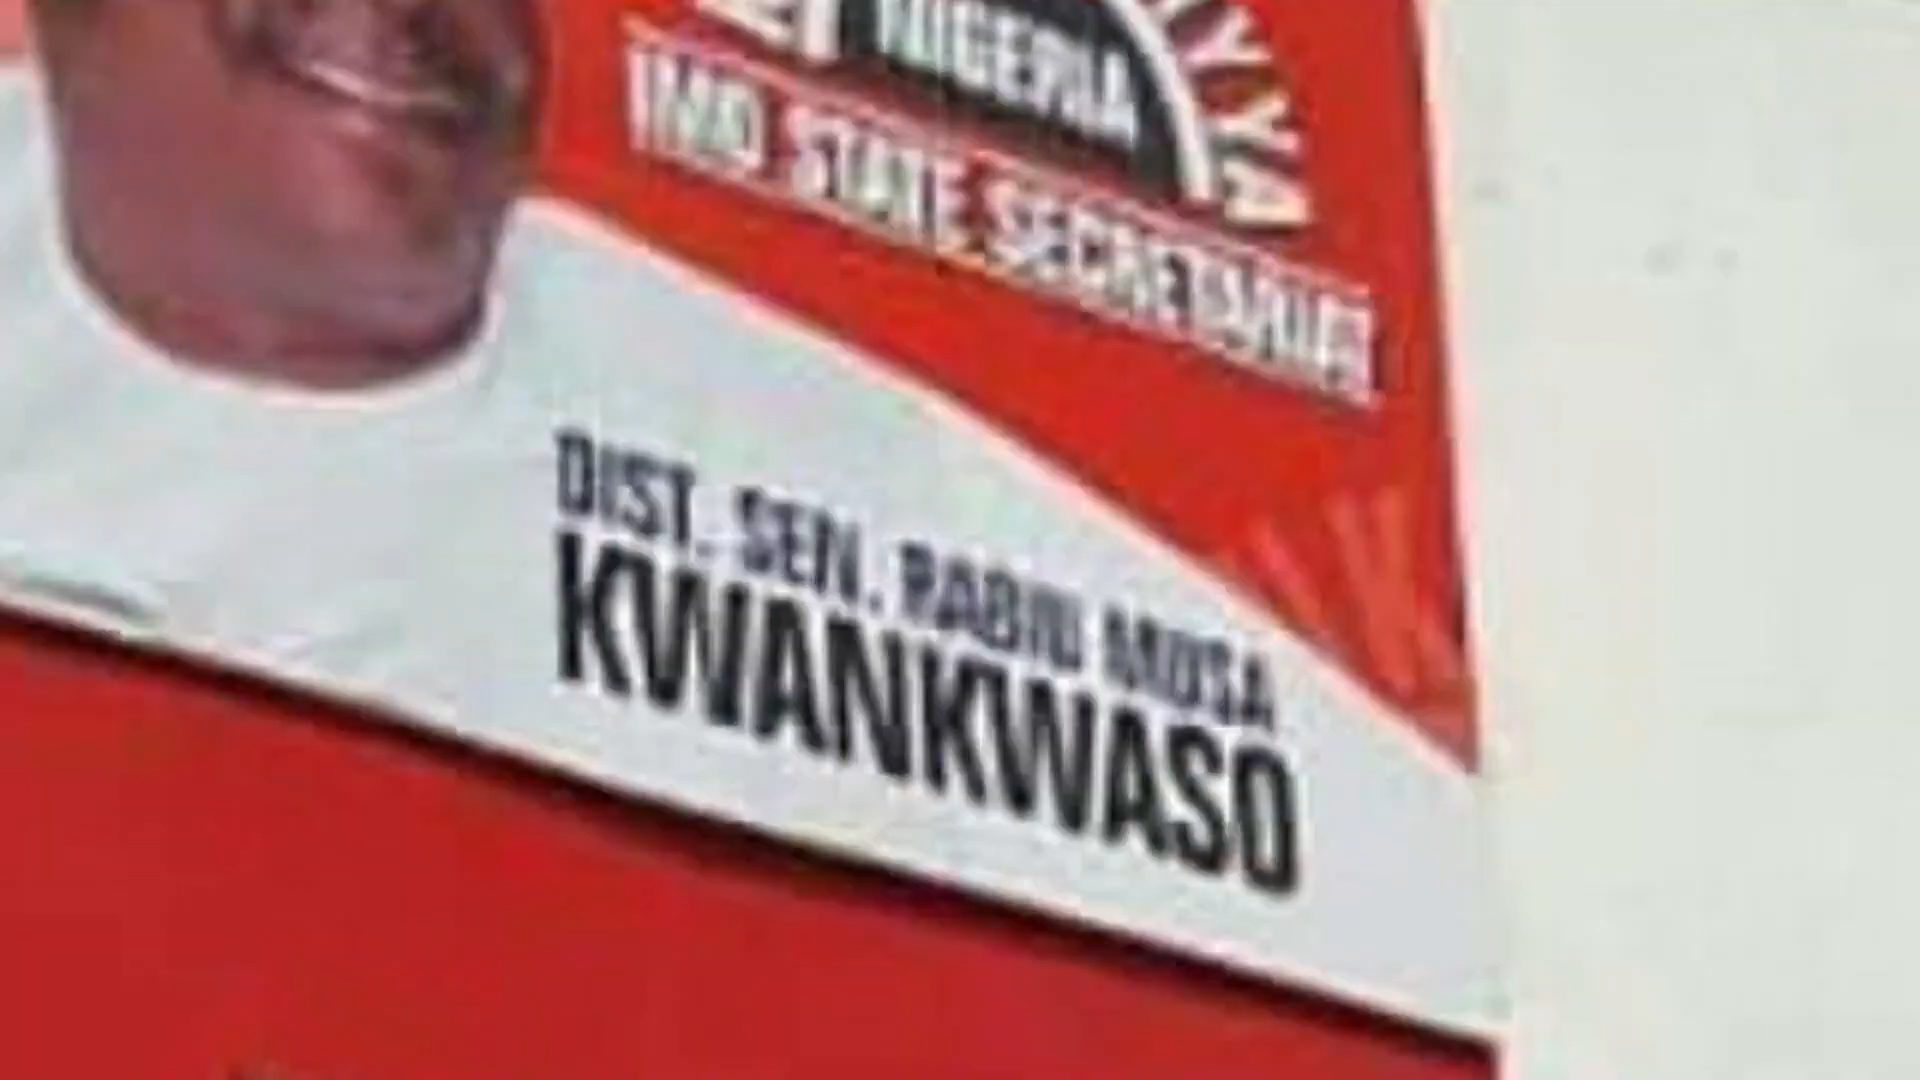 NIGERIA
IMO STATE SECRETARIAT
DIST. SEN. RABIU MUSA
KWANKWASO